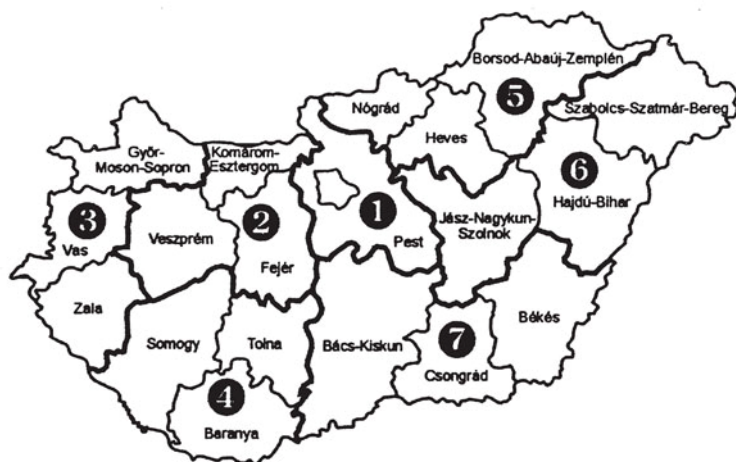 Borsod-Abaúj-Zemplén
5
Szabolcs-Szatmár-Bereg
Nógrád
Heves
Győr-
Moson-Sopron
Komárom-
Esztergom
6
Hajdú-Bihar
3
Vas
Veszprém
2
Fejér
1
Pest
Jász-Nagykun-
Szolnok
Zala
Somogy
Tolna
Bács-Kiskun
7
Csongrád
Békés
4
Baranya